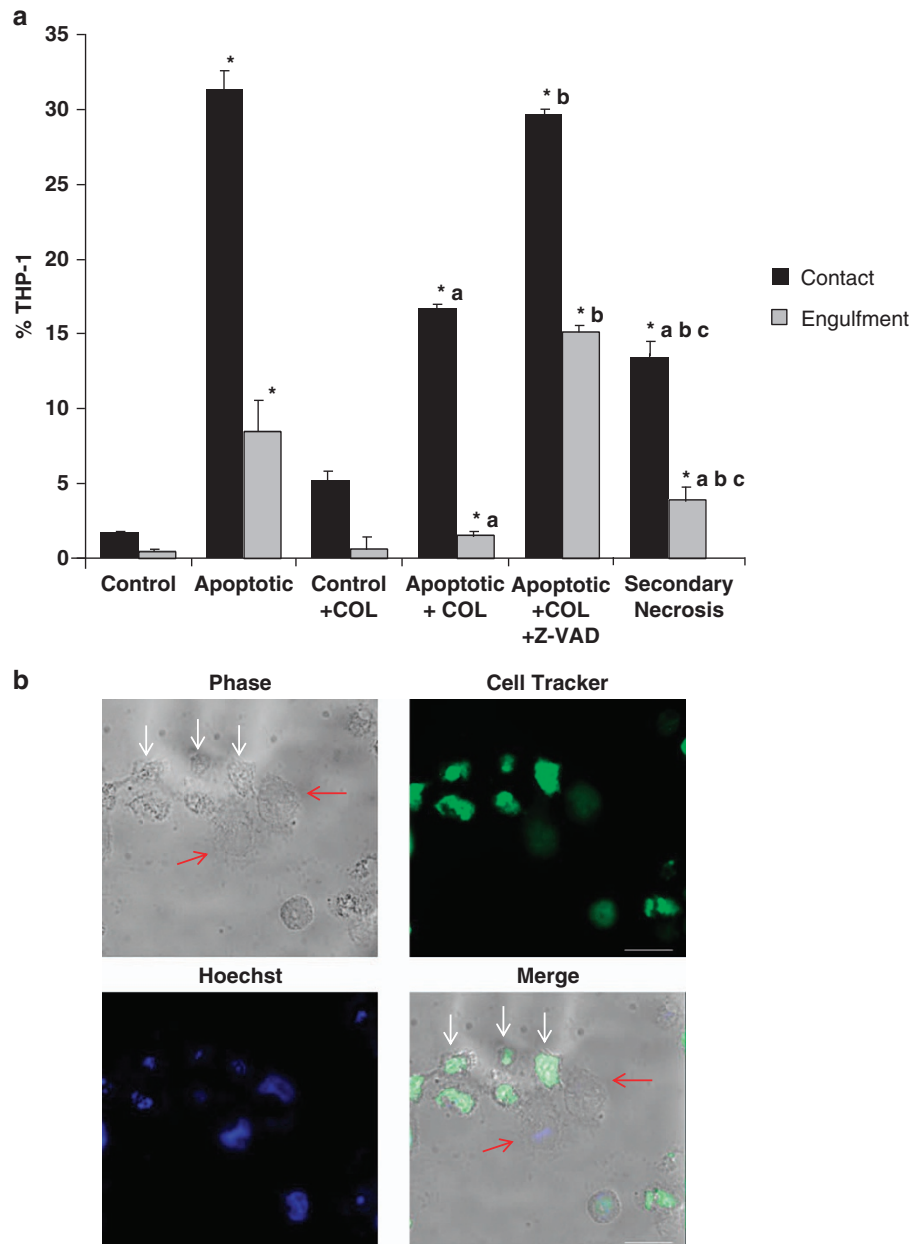 a
35
30
25
20
15
10
5
0
% THP-1
*
*
* a
* a
* b
* b
* a b c
* a b c
Contact
Engulfment
Control
Apoptotic
Control
+COL
Apoptotic
+ COL
Apoptotic
+COL
+Z-VAD
Secondary
Necrosis
b
Phase
Cell Tracker
Hoechst
Merge